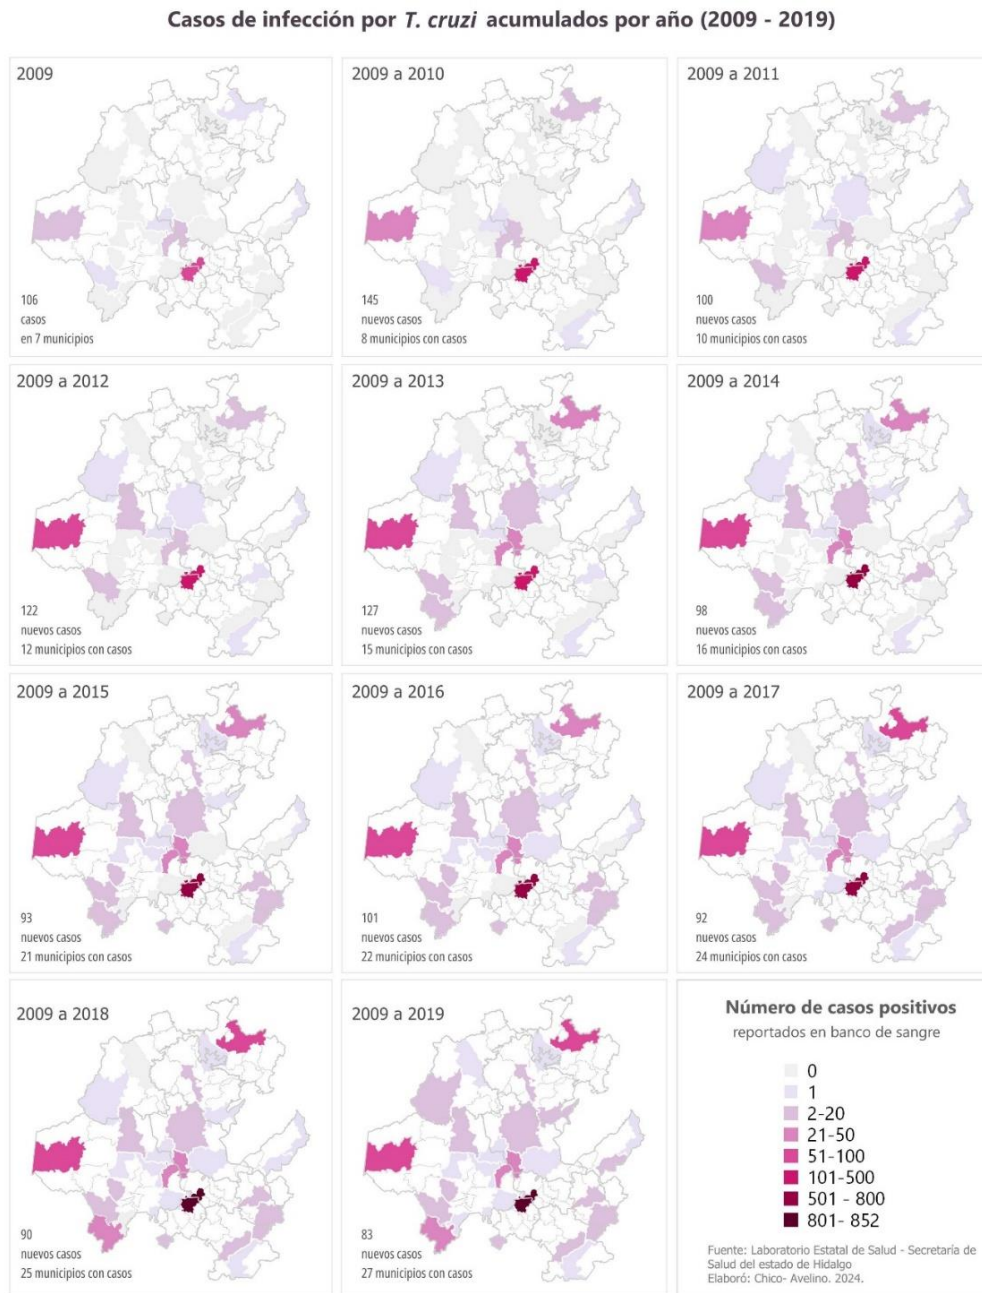 Casos de infección por T. cruzi acumulados por año (2009 - 2019)
2009
106
casos
en 7 municipios
2009 a 2010
145
nuevos casos
8 municipios con casos
2009 a 2011
100
nuevos casos
10 municipios con casos
2009 a 2012
122
nuevos casos
12 municipios con casos
2009 a 2013
127
nuevos casos
15 municipios con casos
2009 a 2014
98
nuevos casos
16 municipios con casos
2009 a 2015
93
nuevos casos
21 municipios con casos
2009 a 2016
101
nuevos casos
22 municipios con casos
2009 a 2017
92
nuevos casos
24 municipios con casos
2009 a 2018
90
nuevos casos
25 municipios con casos
2009 a 2019
83
nuevos casos
27 municipios con casos
Número de casos positivos
reportados en banco de sangre
0
1
2-20
21-50
51-100
101-500
501 - 800
801- 852
Fuente: Laboratorio Estatal de Salud - Secretaría de
Salud del estado de Hidalgo
Elaboró: Chico- Avelino. 2024.